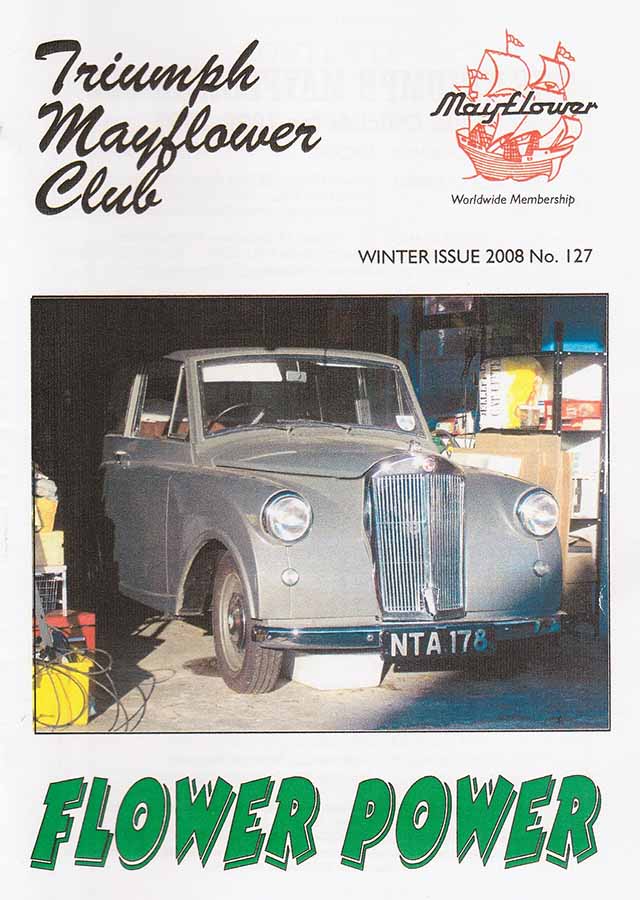 Triumph
Mayflower
Club
Mayflower
Worldwide Membership
WINTER ISSUE 2008 No. 127
NTA 178
FLOWER POWER